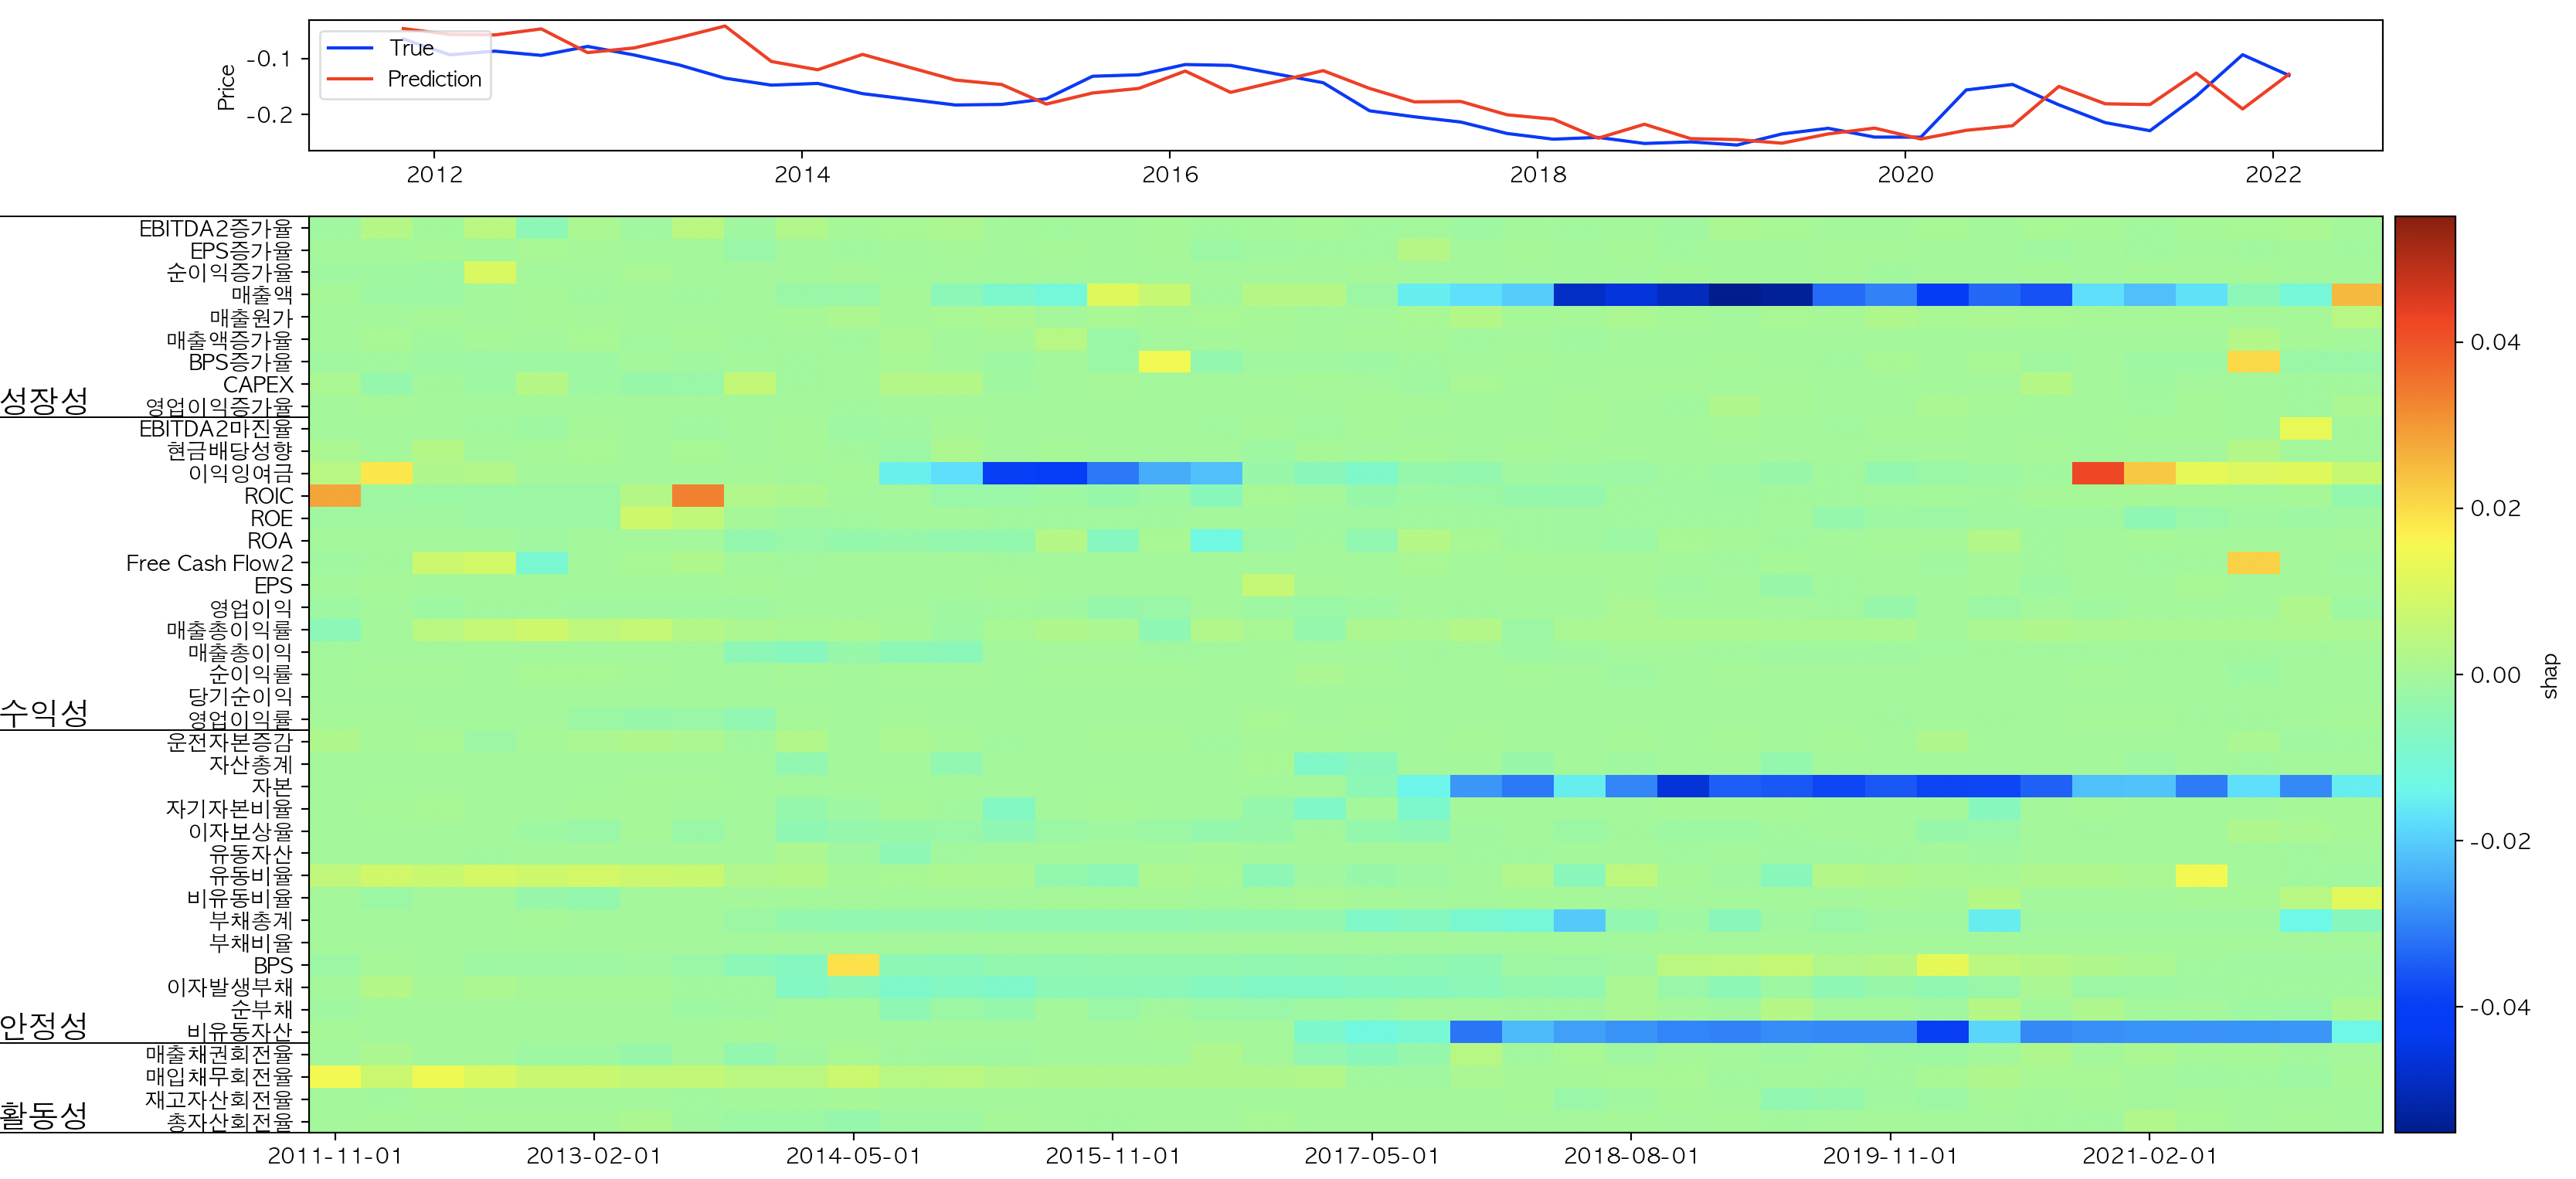 True
Prediction
Price
-0.1
-0.2
2012
2014
2016
2018
2020
2022
EBITDA2증가율
EPS증가율
순이익증가율
매출액
매출원가
매출액증가율
BPS증가율
CAPEX
영업이익증가율
성장성
EBITDA2마진율
현금배당성향
이익잉여금
ROIC
ROE
ROA
Free Cash Flow2
EPS
영업이익
매출총이익률
매출총이익
순이익률
당기순이익
영업이익률
수익성
운전자본증감
자산총계
자본
자기자본비율
이자보상율
유동자산
유동비율
비유동비율
부채총계
부채비율
BPS
이자발생부채
순부채
비유동자산
안정성
매출채권회전율
매입채무회전율
재고자산회전율
총자산회전율
활동성
2011-11-01
2013-02-01
2014-05-01
2015-11-01
2017-05-01
2018-08-01
2019-11-01
2021-02-01
0.04
0.02
0.00
-0.02
-0.04
shap